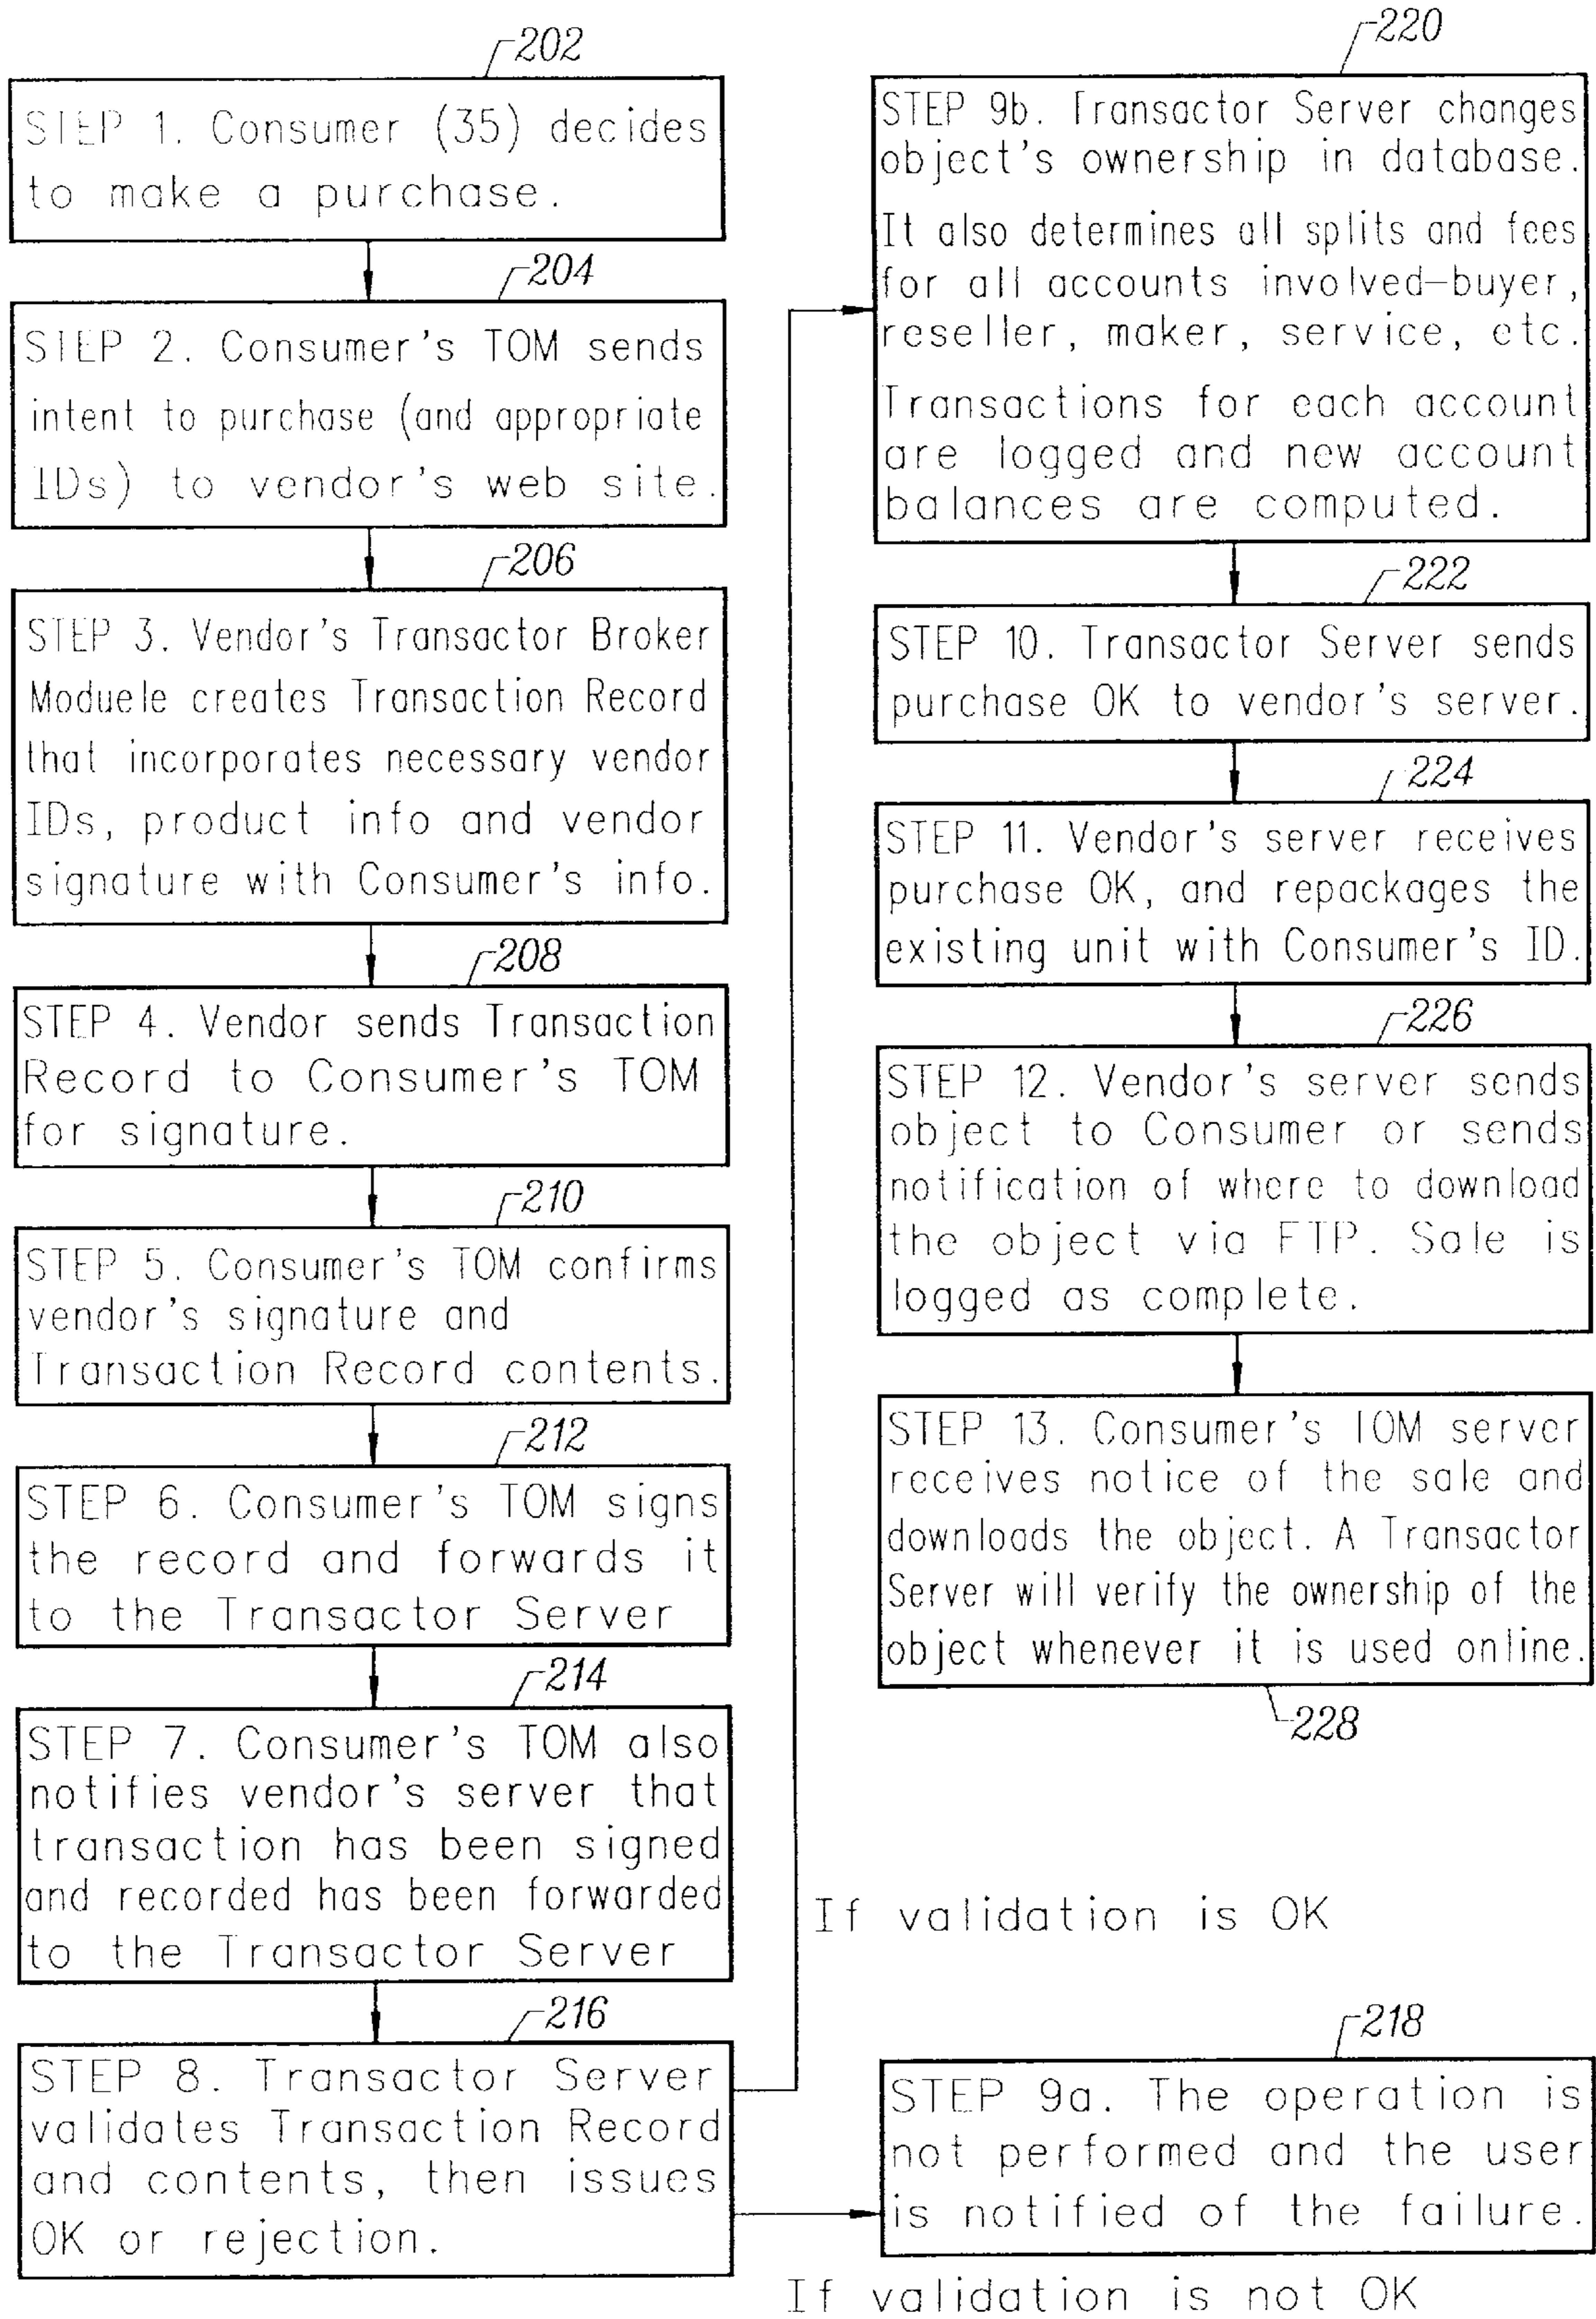 202
STEP 1. Consumer (35) decides
to make a purchase.
204
STEP 2. Consumer's TOM sends
intent to purchase (and appropriate
IDs) to vendor's web site.
206
STEP 3. Vendor's Transactor Broker
Moduele creates Transaction Record
that incorporates necessary vendor
IDs, product info and vendor
signature with Consumer's info.
208
STEP 4. Vendor sends Transaction
Record to Consumer's TOM
for signature.
210
STEP 5. Consumer's TOM confirms
vendor's signature and
Transaction Record contents.
212
STEP 6. Consumer's TOM signs
the record and forwards it
to the Transactor Server
214
STEP 7. Consumer's TOM also
notifies vendor's server that
transaction has been signed
and recorded has been forwarded
to the Transactor Server
216
STEP 8. Transactor Server
validates Transaction Record
and contents, then issues
OK or rejection.
If validation is OK
If validation is not OK
218
STEP 9a. The operation is
not performed and the user
is notified of the failure.
220
STEP 9b. Transactor Server changes
object's ownership in database.
It also determines all splits and fees
for all accounts involved—buyer,
reseller, maker, service, etc.
Transactions for each account
are logged and new account
balances are computed.
222
STEP 10. Transactor Server sends
purchase OK to vendor's server.
224
STEP 11. Vendor's server receives
purchase OK, and repackages the
existing unit with Consumer's ID.
226
STEP 12. Vendor's server sends
object to Consumer or sends
notification of where to download
the object via FTP. Sale is
logged as complete.
STEP 13. Consumer's TOM server
receives notice of the sale and
downloads the object. A Transactor
Server will verify the ownership of the
object whenever it is used online.
228